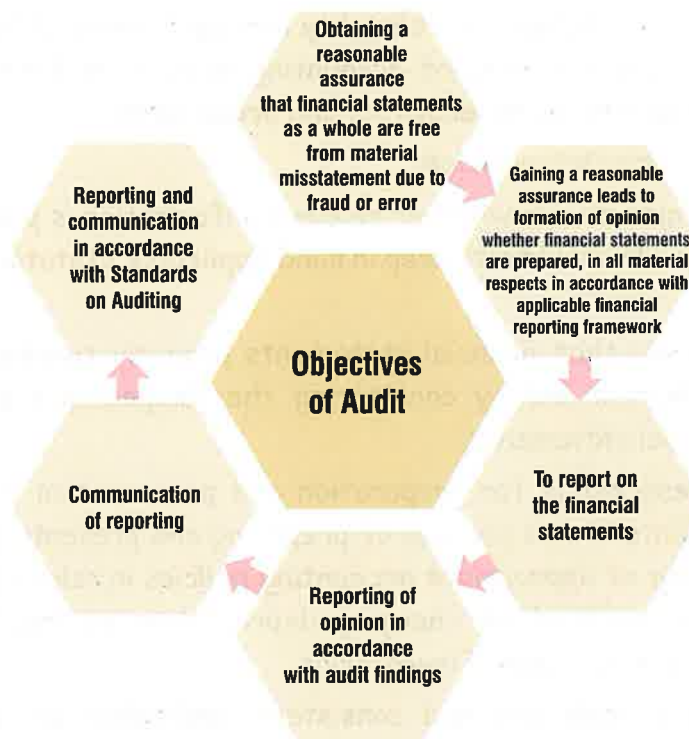 Obtaining a
reasonable
assurance
that financial statements
as a whole are free
from material
misstatement due to
fraud or error
Gaining a reasonable
assurance leads to
formation of opinion
whether financial statements
are prepared, in all material
respects in accordance with
applicable financial
reporting framework
To report on
the financial
statements
Reporting of
opinion in
accordance
with audit findings
Communication
of reporting
Reporting and
communication
in accordance
with Standards
on Auditing
Objectives
of Audit